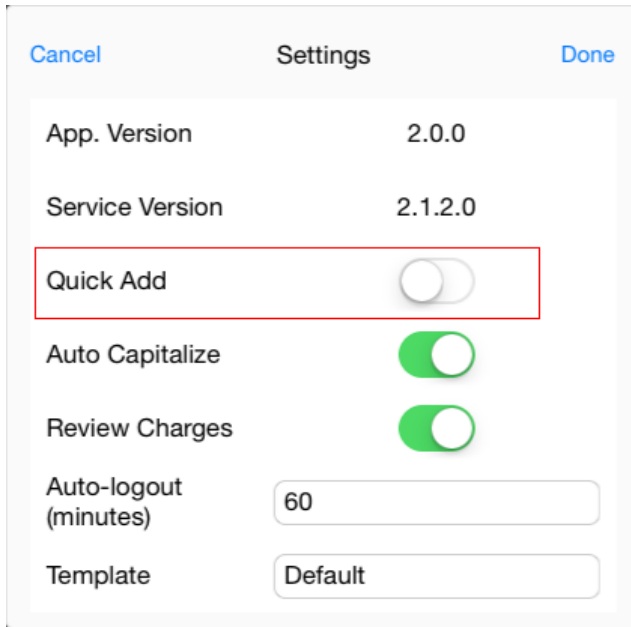 Cancel Settings Done
App. Version 2.0.0
Service Version 2.1.2.0
Quick Add
Auto Capitalize
Review Charges
Auto-logout
(minutes) 60
Template Default